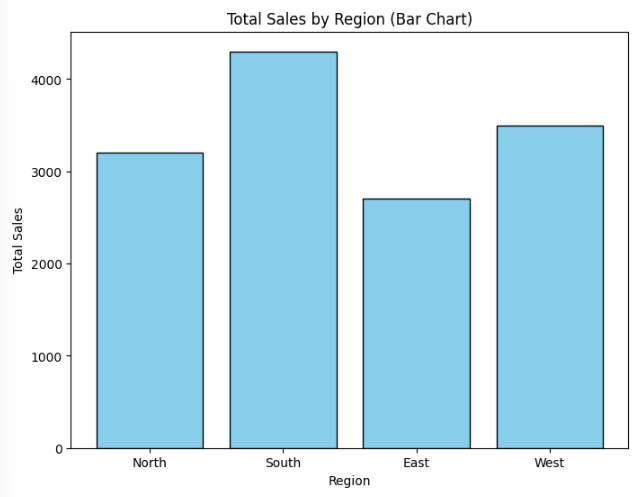 Total Sales by Region (Bar Chart)
Total Sales
4000
3000
2000
1000
0
North South East West
Region